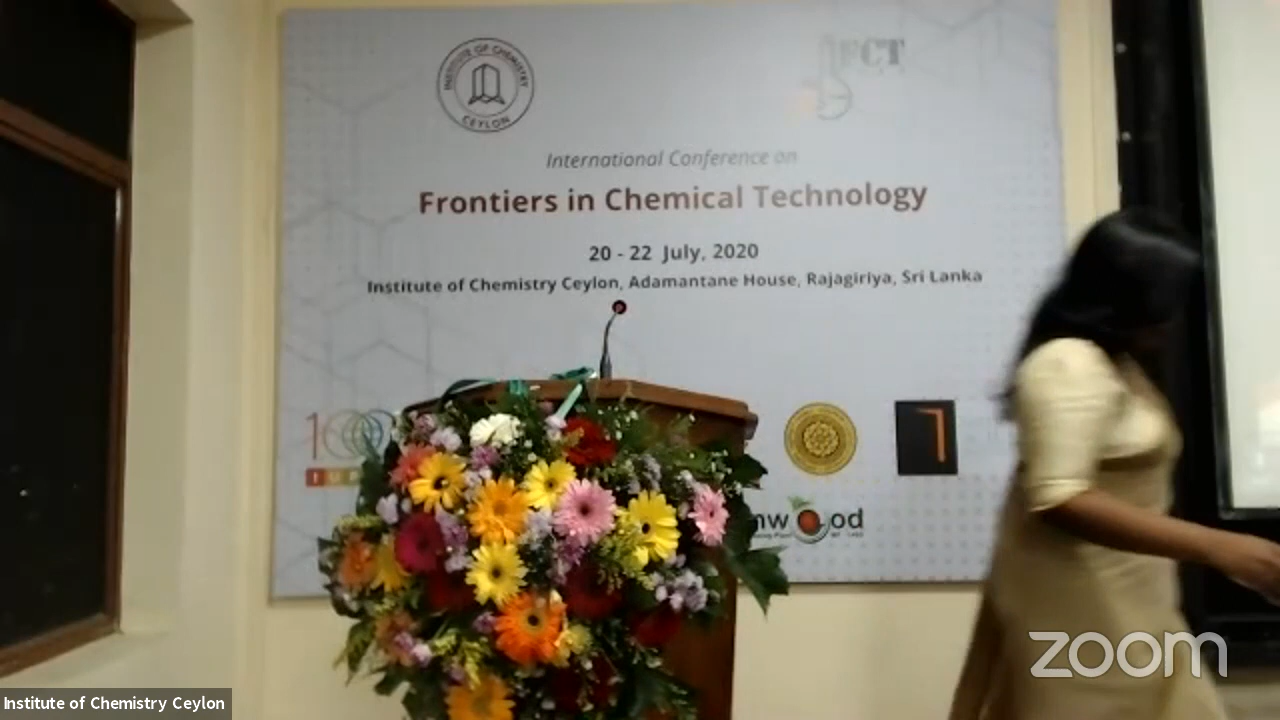 INSTITUTE OF CHEMISTRY
CEYLON
FCT
International Conference on
Frontiers in Chemical Technology
20 - 22 July, 2020
Institute of Chemistry Ceylon, Adamantane House, Rajagiriya, Sri Lanka
100
zoom
Institute of Chemistry Ceylon